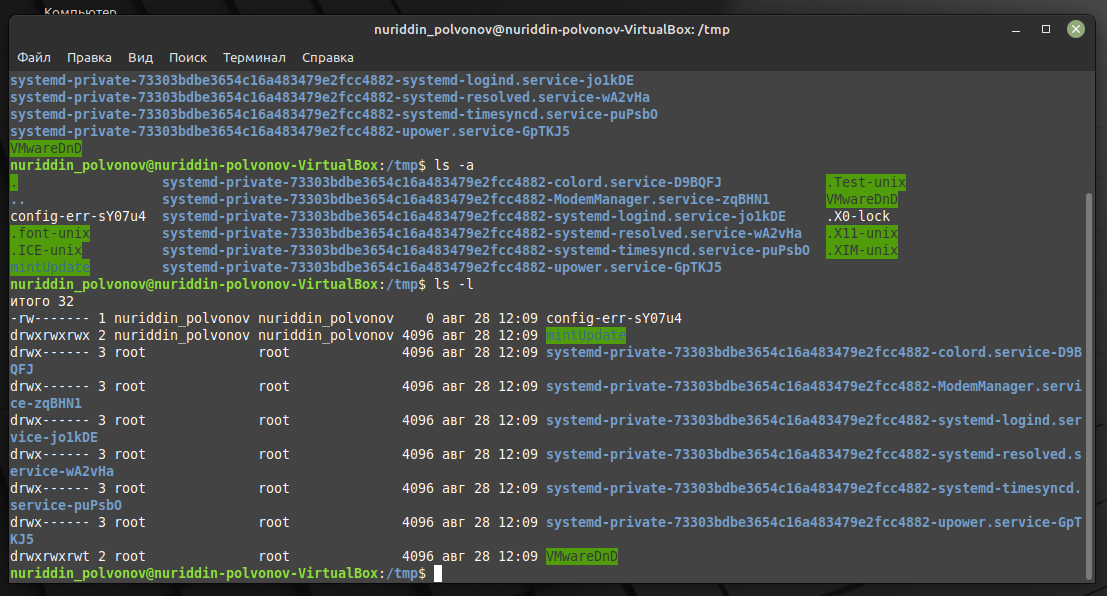 Компьютер
nuriddin_polvonov@nuriddin-polvonov-VirtualBox: /tmp
Файл Правка Вид Поиск Терминал Справка
systemd-private-73303bdbe3654c16a483479e2fcc4882-systemd-logind.service-jo1kDE
systemd-private-73303bdbe3654c16a483479e2fcc4882-systemd-resolved.service-wA2vHa
systemd-private-73303bdbe3654c16a483479e2fcc4882-systemd-timesyncd.service-puPsbO
systemd-private-73303bdbe3654c16a483479e2fcc4882-upower.service-GpTKJ5
VMwareDnD
nuriddin_polvonov@nuriddin-polvonov-VirtualBox:/tmp$ ls -a
. systemd-private-73303bdbe3654c16a483479e2fcc4882-colord.service-D9BQFJ .Test-unix
.. systemd-private-73303bdbe3654c16a483479e2fcc4882-ModemManager.service-zqBHN1 VMwareDnD
config-err-sY07u4 systemd-private-73303bdbe3654c16a483479e2fcc4882-systemd-logind.service-jo1kDE .X0-lock
.font-unix systemd-private-73303bdbe3654c16a483479e2fcc4882-systemd-resolved.service-wA2vHa .X11-unix
.ICE-unix systemd-private-73303bdbe3654c16a483479e2fcc4882-systemd-timesyncd.service-puPsbO .XIM-unix
mintUpdate systemd-private-73303bdbe3654c16a483479e2fcc4882-upower.service-GpTKJ5
nuriddin_polvonov@nuriddin-polvonov-VirtualBox:/tmp$ ls -l
итого 32
-rw------- 1 nuriddin_polvonov nuriddin_polvonov 0 авг 28 12:09 config-err-sY07u4
drwxrwxrwx 2 nuriddin_polvonov nuriddin_polvonov 4096 авг 28 12:09 mintUpdate
drwx------ 3 root root 4096 авг 28 12:09 systemd-private-73303bdbe3654c16a483479e2fcc4882-colord.service-D9B
QFJ
drwx------ 3 root root 4096 авг 28 12:09 systemd-private-73303bdbe3654c16a483479e2fcc4882-ModemManager.servi
ce-zqBHN1
drwx------ 3 root root 4096 авг 28 12:09 systemd-private-73303bdbe3654c16a483479e2fcc4882-systemd-logind.ser
vice-jo1kDE
drwx------ 3 root root 4096 авг 28 12:09 systemd-private-73303bdbe3654c16a483479e2fcc4882-systemd-resolved.s
ervice-wA2vHa
drwx------ 3 root root 4096 авг 28 12:09 systemd-private-73303bdbe3654c16a483479e2fcc4882-systemd-timesyncd.
service-puPsbO
drwx------ 3 root root 4096 авг 28 12:09 systemd-private-73303bdbe3654c16a483479e2fcc4882-upower.service-GpT
KJ5
drwxrwxrwt 2 root root 4096 авг 28 12:09 VMwareDnD
nuriddin_polvonov@nuriddin-polvonov-VirtualBox:/tmp$